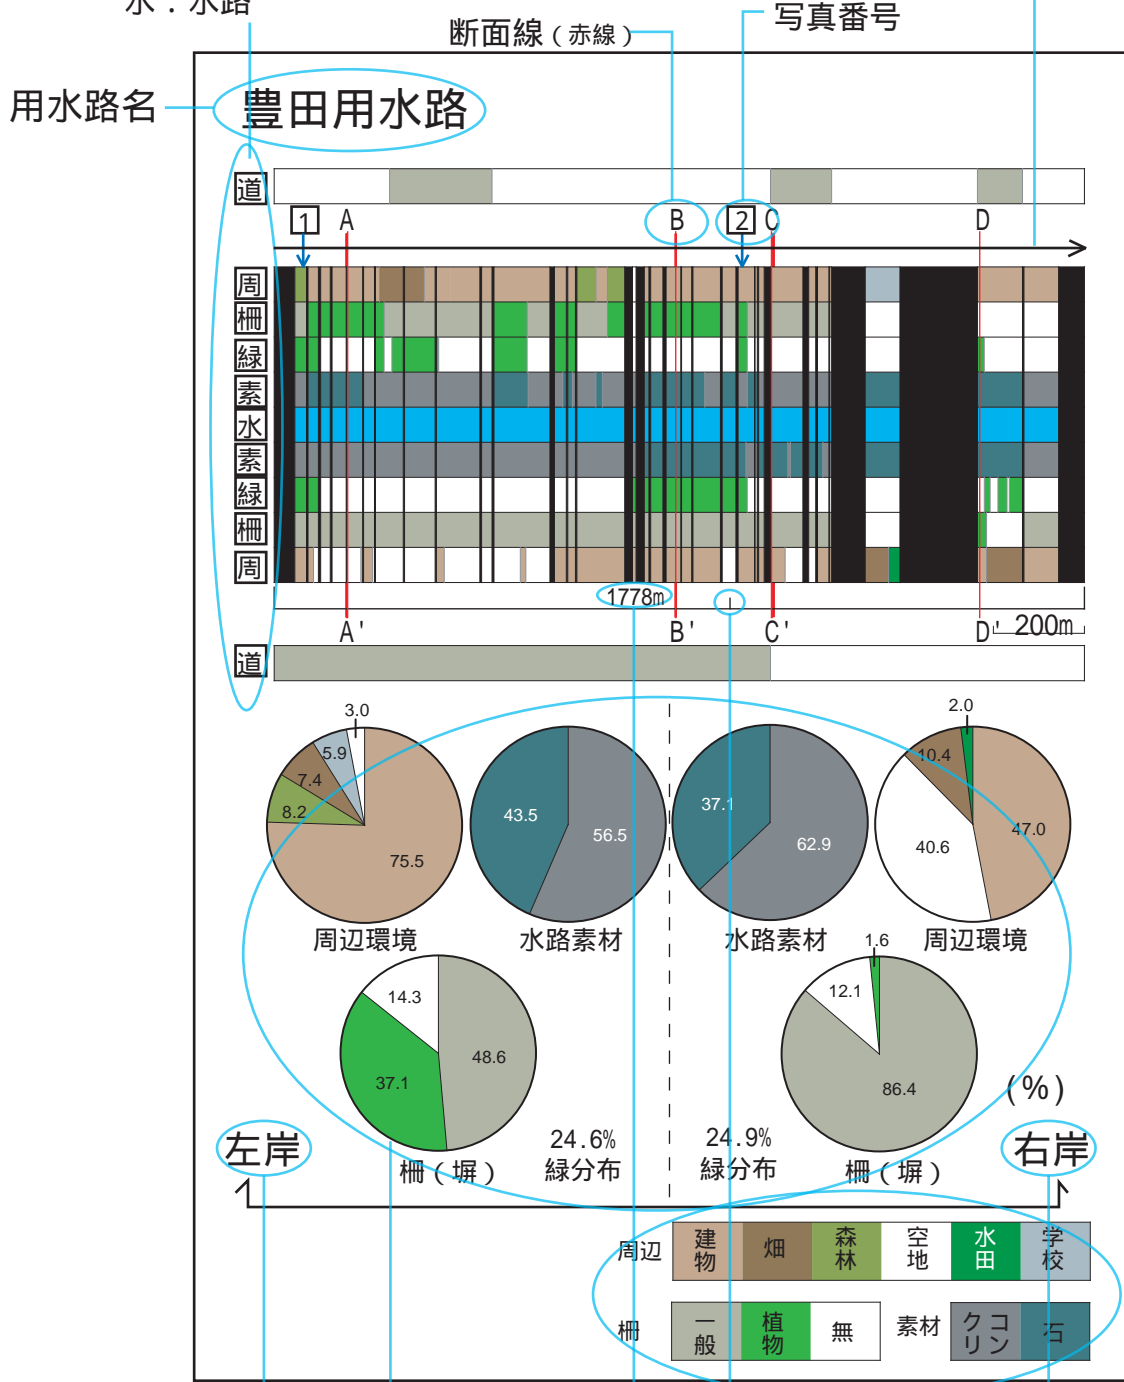 水：水路
断面線（赤線）
写真番号
用水路名
豊田用水路
道
1 A B 2 C D
周
柵
緑
素
水
素
緑
柵
周
1778m
A' B' C' D' 200m
道
3.0
5.9
7.4
8.2
75.5
43.5
56.5
37.1
62.9
2.0
10.4
40.6
47.0
周辺環境 水路素材 水路素材 周辺環境
14.3
37.1
48.6
1.6
12.1
86.4
(%)
左岸
柵（塀）
24.6%
緑分布
24.9%
緑分布
柵（塀）
右岸
周辺 建物 畑 森林 空地 水田 学校
柵 一般 植物 無 素材 コンクリ 石